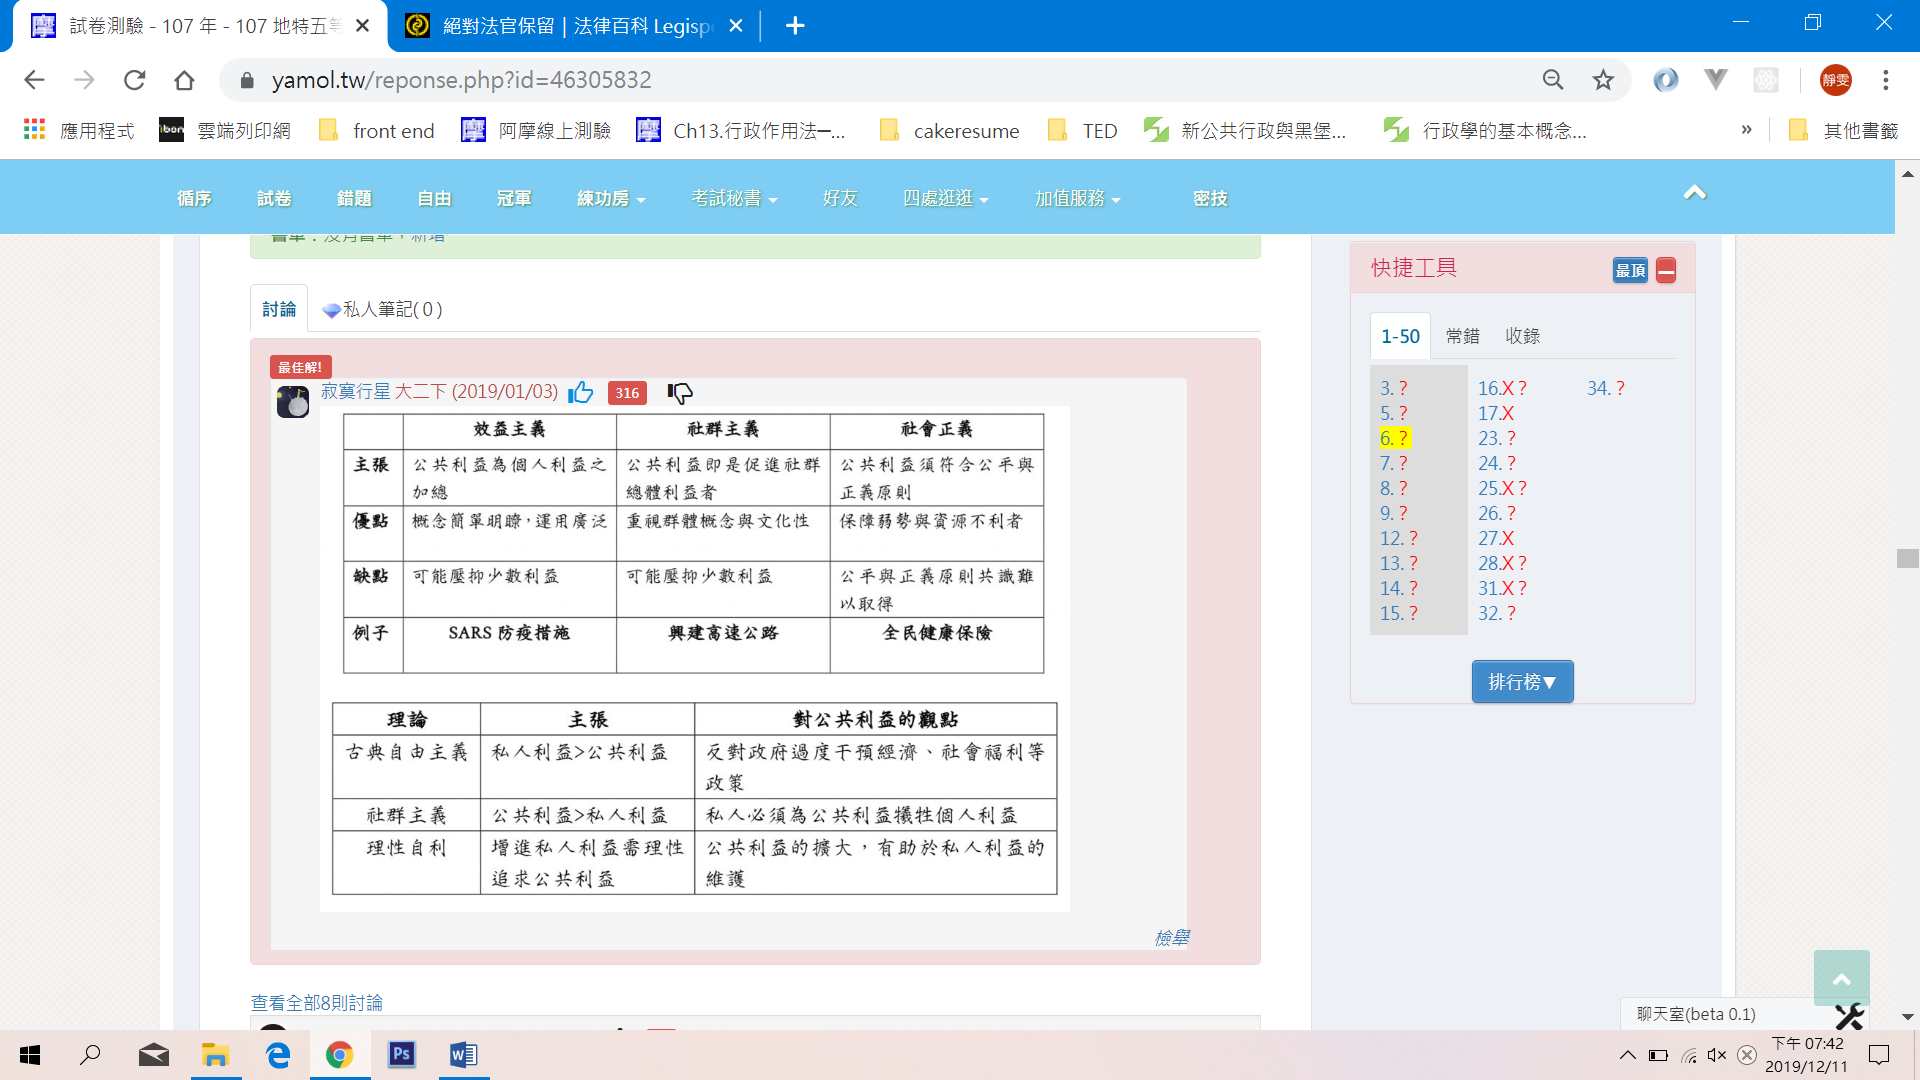 試卷測驗 - 107 年 - 107 地特五等
絕對法官保留 | 法律百科 Legisp
yamol.tw/reponse.php?id=46305832
靜雯
應用程式
ibon
雲端列印網
front end
阿摩線上測驗
Ch13.行政作用法—...
cakeresume
TED
新公共行政與黑堡...
行政學的基本概念...
其他書籤
循序
試卷
錯題
自由
冠軍
練功房
考試秘書
好友
四處逛逛
加值服務
密技
書單：沒有書單，新增
討論
私人筆記( 0 )
最佳解!
寂寞行星 大二下 (2019/01/03)
316
效益主義 社群主義 社會正義
主張 公共利益為個人利益之 公共利益即是促進社群 公共利益須符合公平與
加總 總體利益者 正義原則
優點 概念簡單明瞭，運用廣泛 重視群體概念與文化性 保障弱勢與資源不利者
缺點 可能壓抑少數利益 可能壓抑少數利益 公平與正義原則共識難
以取得
例子 SARS 防疫措施 興建高速公路 全民健康保險
理論 主張 對公共利益的觀點
古典自由主義 私人利益>公共利益 反對政府過度干預經濟、社會福利等
政策
社群主義 公共利益>私人利益 私人必須為公共利益犧牲個人利益
理性自利 增進私人利益需理性 公共利益的擴大，有助於私人利益的
追求公共利益 維護
檢舉
查看全部8則討論
快捷工具
最頂
1-50 常錯 收錄
3. ? 16.X ? 34. ?
5. ? 17.X
6. ? 23. ?
7. ? 24. ?
8. ? 25.X ?
9. ? 26. ?
12. ? 27.X
13. ? 28.X ?
14. ? 31.X ?
15. ? 32. ?
排行榜▼
聊天室(beta 0.1)
Ps
下午 07:42
2019/12/11